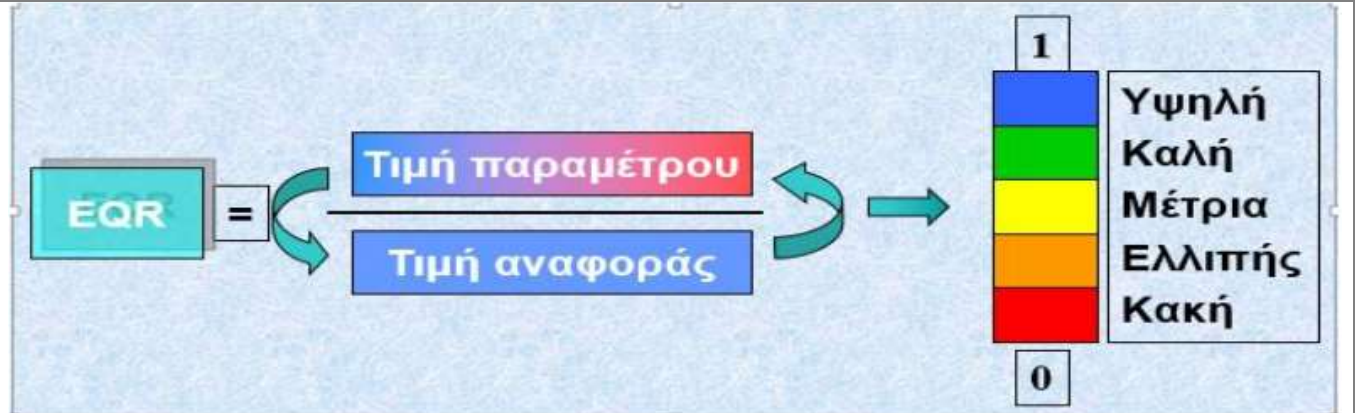 EQR
=
Τιμή παραμέτρου
Τιμή αναφοράς
1
Υψηλή
Καλή
Μέτρια
Ελλιπής
Κακή
0